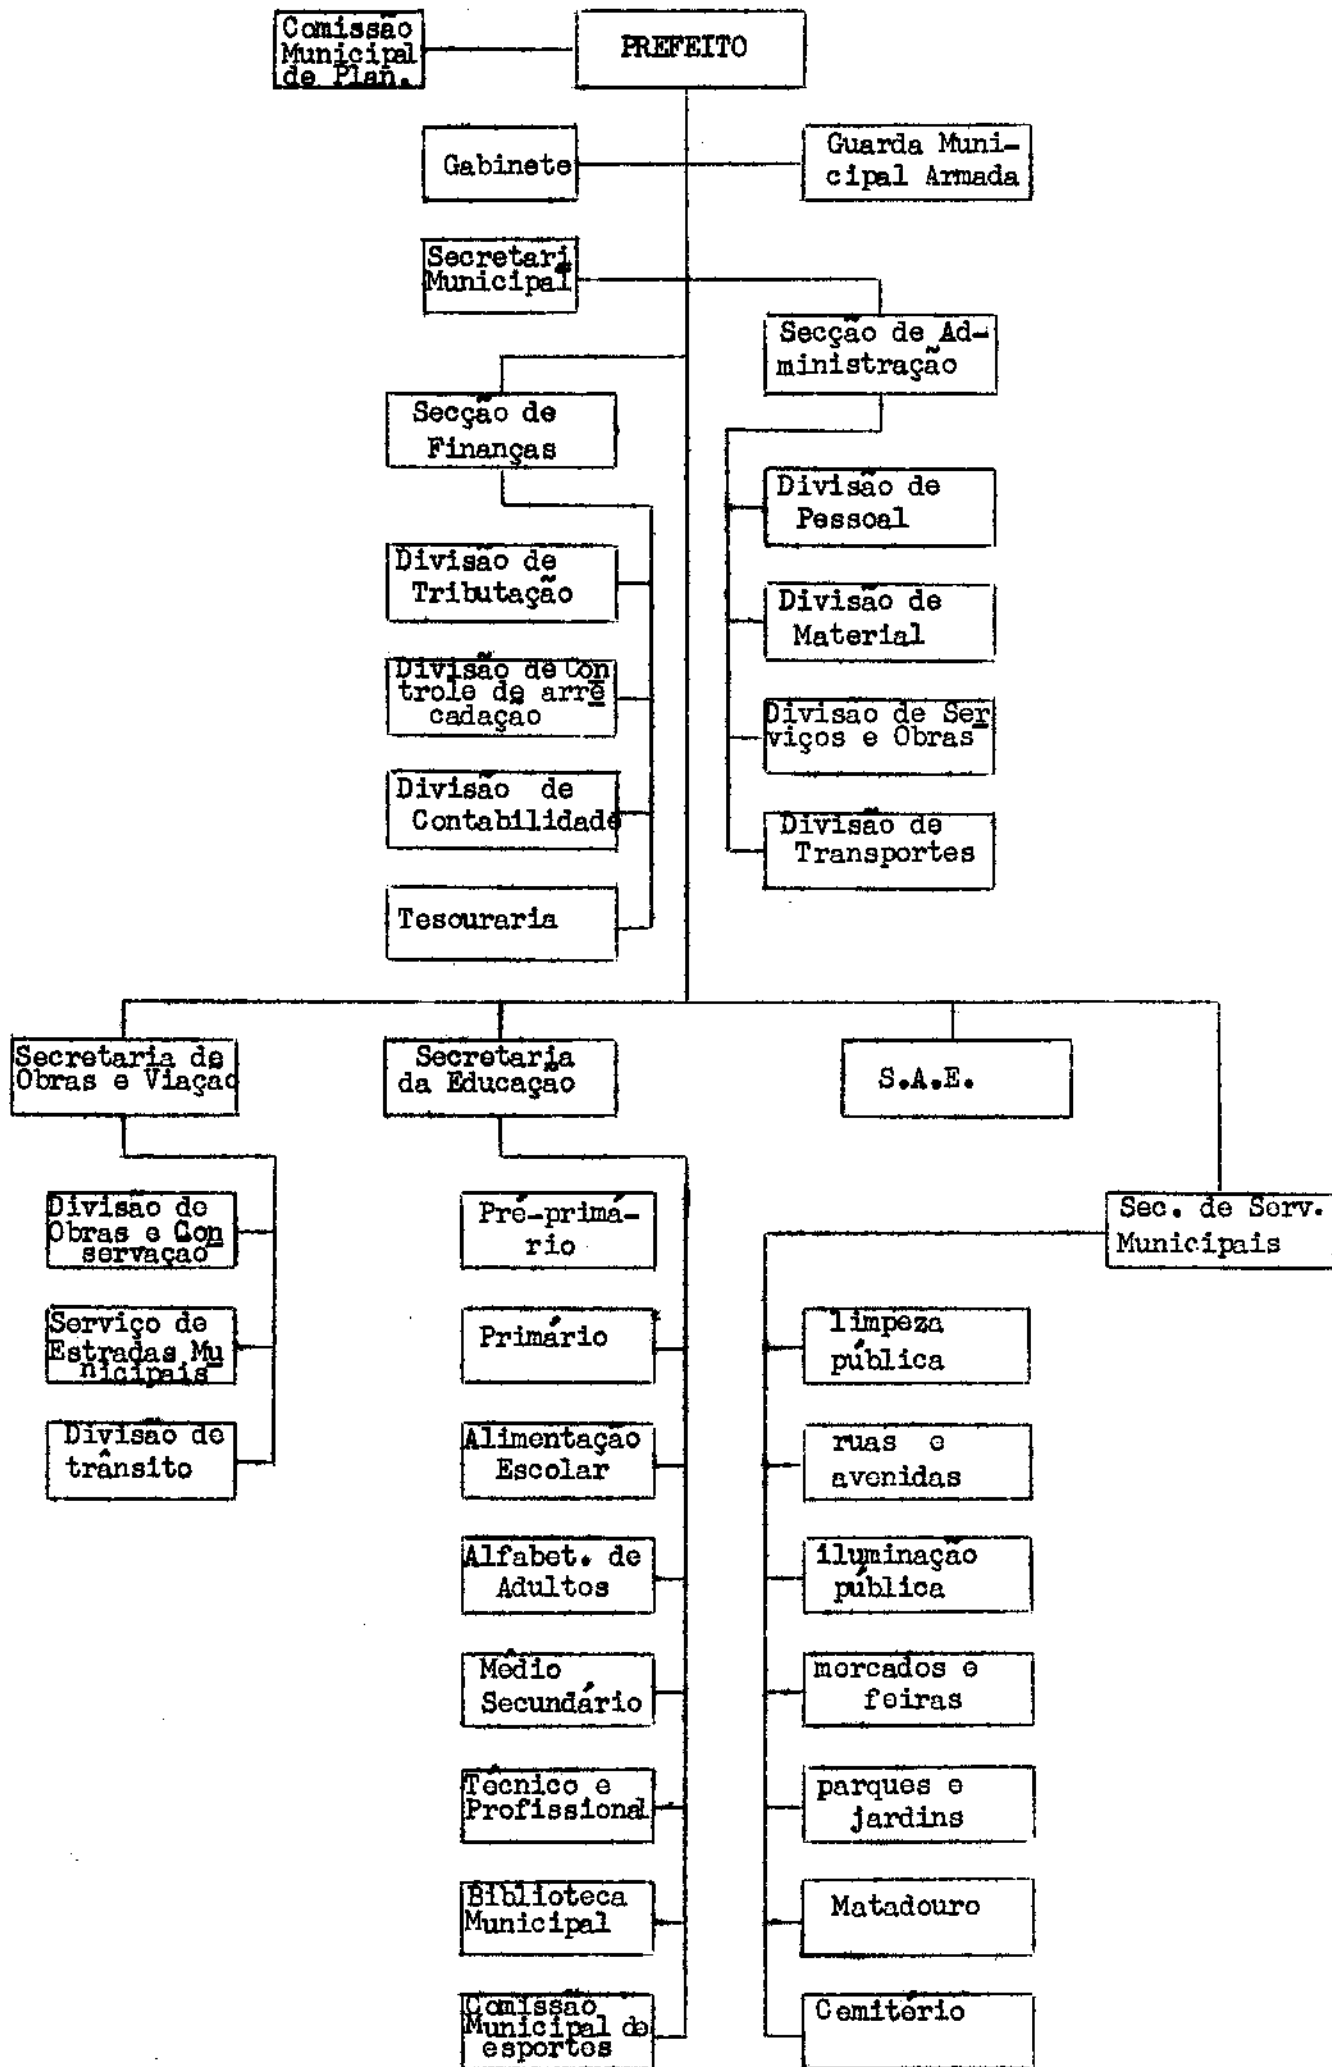 Comissão
Municipal
de Plan.
PREFEITO
Gabinete
Guarda Muni-
cipal Armada
Secretari
Municipal
Secção de Ad-
ministração
Secção de
Finanças
Divisão de
Pessoal
Divisão de
Tributação
Divisão de
Material
Divisão de Con
trole de arre
cadação
Divisão de Ser
viços e Obras
Divisão de
Contabilidade
Divisão de
Transportes
Tesouraria
Secretaria de
Obras e Viação
Secretaria
da Educação
S.A.E.
Divisão de
Obras e Con
servação
Pré-primá-
rio
Sec. de Serv.
Municipais
Serviço de
Estradas Mu
nicipais
Primário
limpeza
pública
Divisão de
trânsito
Alimentação
Escolar
ruas e
avenidas
Alfabet. de
Adultos
iluminação
pública
Médio
Secundário
mercados e
feiras
Técnico e
Profissional
parques e
jardins
Biblioteca
Municipal
Matadouro
Comissão
Municipal de
esportes
Cemitério